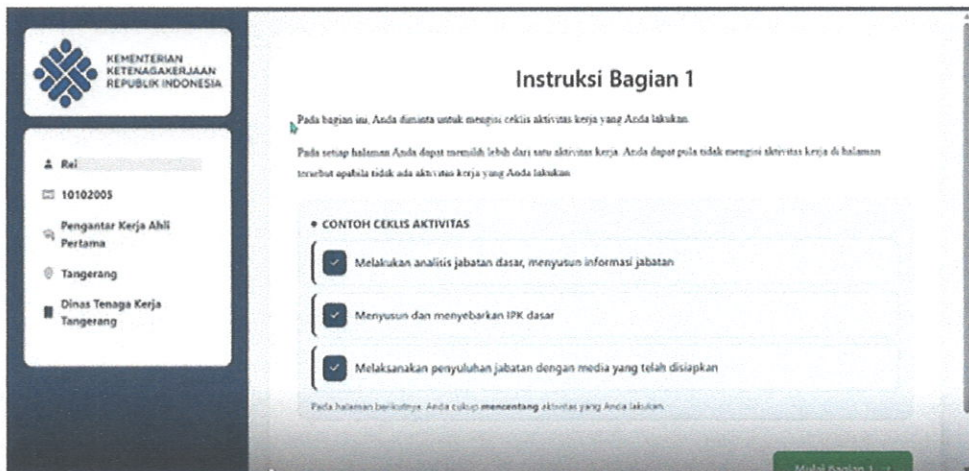 KEMENTERIAN
KETENAGAKERJAAN
REPUBLIK INDONESIA
Rei
10102005
Pengantar Kerja Ahli
Pertama
Tangerang
Dinas Tenaga Kerja
Tangerang
Instruksi Bagian 1
Pada bagian ini, Anda diminta untuk mengisi ceklis aktivitas kerja yang Anda lakukan.
Pada setiap halaman Anda dapat memilih lebih dari satu aktivitas kerja. Anda dapat pula tidak mengisi aktivitas kerja di halaman
tersebut apabila tidak ada aktivitas kerja yang Anda lakukan
• CONTOH CEKLIS AKTIVITAS
Melakukan analisis jabatan dasar, menyusun informasi jabatan
Menyusun dan menyebarkan IPK dasar
Melaksanakan penyuluhan jabatan dengan media yang telah disiapkan
Pada halaman berikutnya, Anda cukup mencentang aktivitas yang Anda lakukan.
Mulai Bagian 1